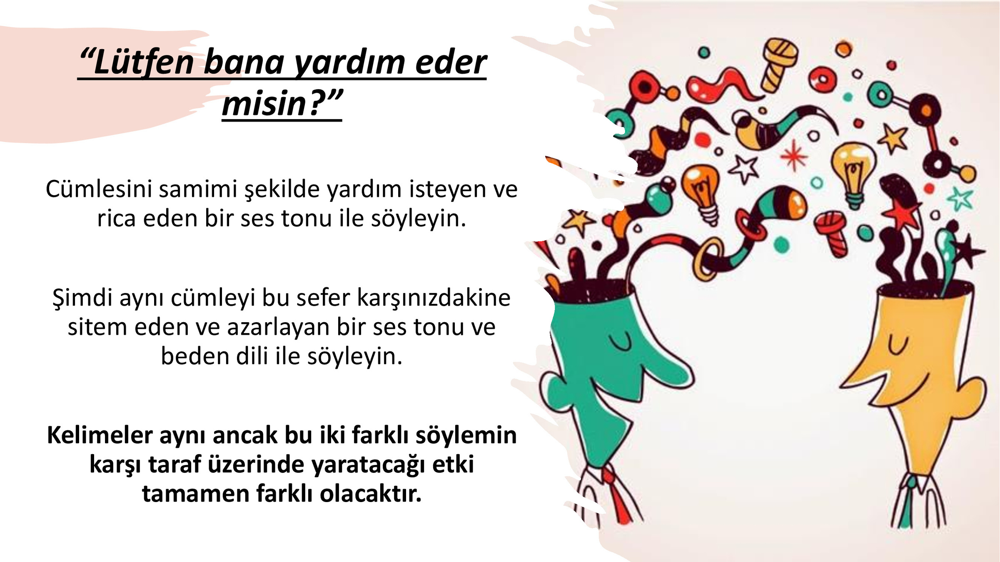 “Lütfen bana yardım eder
misin?”
Cümlesini samimi şekilde yardım isteyen ve
rica eden bir ses tonu ile söyleyin.
Şimdi aynı cümleyi bu sefer karşınızdakine
sitem eden ve azarlayan bir ses tonu ve
beden dili ile söyleyin.
Kelimeler aynı ancak bu iki farklı söylemin
karşı taraf üzerinde yaratacağı etki
tamamen farklı olacaktır.